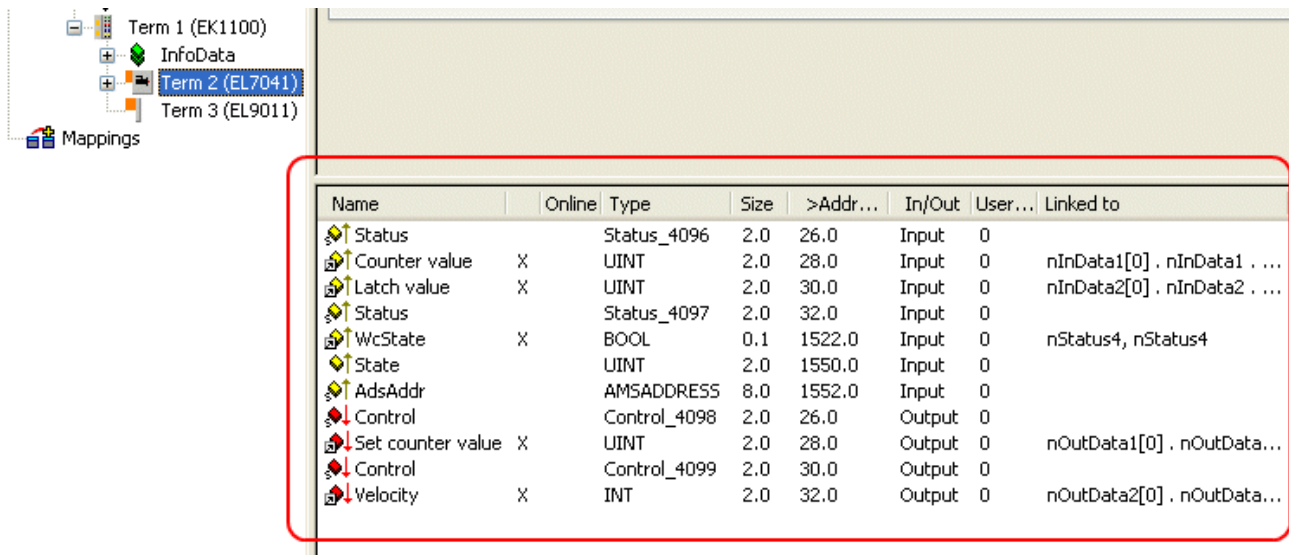 Term 1 (EK1100)
InfoData
Term 2 (EL7041)
Term 3 (EL9011)
Mappings
Name Online Type Size >Addr... In/Out User... Linked to
Status Status_4096 2.0 26.0 Input 0
Counter value X UINT 2.0 28.0 Input 0 nInData1[0] . nInData1 . ...
Latch value X UINT 2.0 30.0 Input 0 nInData2[0] . nInData2 . ...
Status Status_4097 2.0 32.0 Input 0
WcState X BOOL 0.1 1522.0 Input 0 nStatus4, nStatus4
State UINT 2.0 1550.0 Input 0
AdsAddr AMSADDRESS 8.0 1552.0 Input 0
Control Control_4098 2.0 26.0 Output 0
Set counter value X UINT 2.0 28.0 Output 0 nOutData1[0] . nOutData...
Control Control_4099 2.0 30.0 Output 0
Velocity X INT 2.0 32.0 Output 0 nOutData2[0] . nOutData...